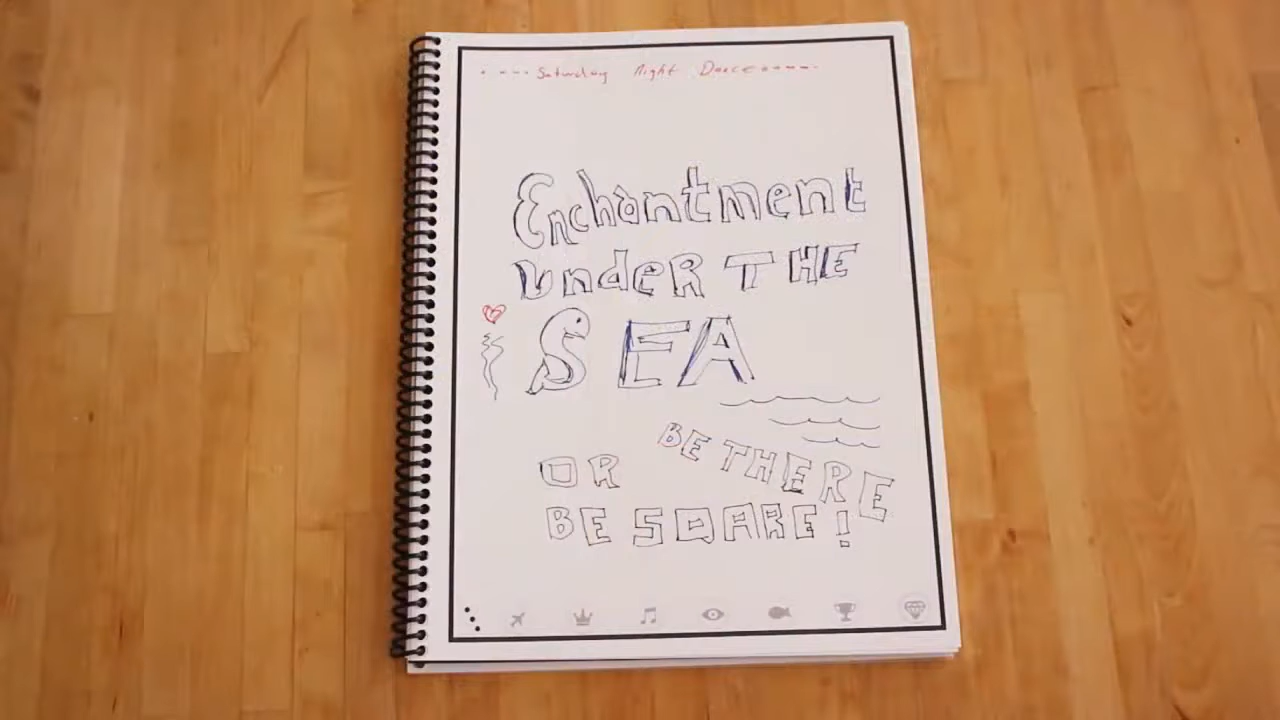 Saturday Night Dance
Enchantment
under THE
SEA
BE THERE
OR
BE SQARE!